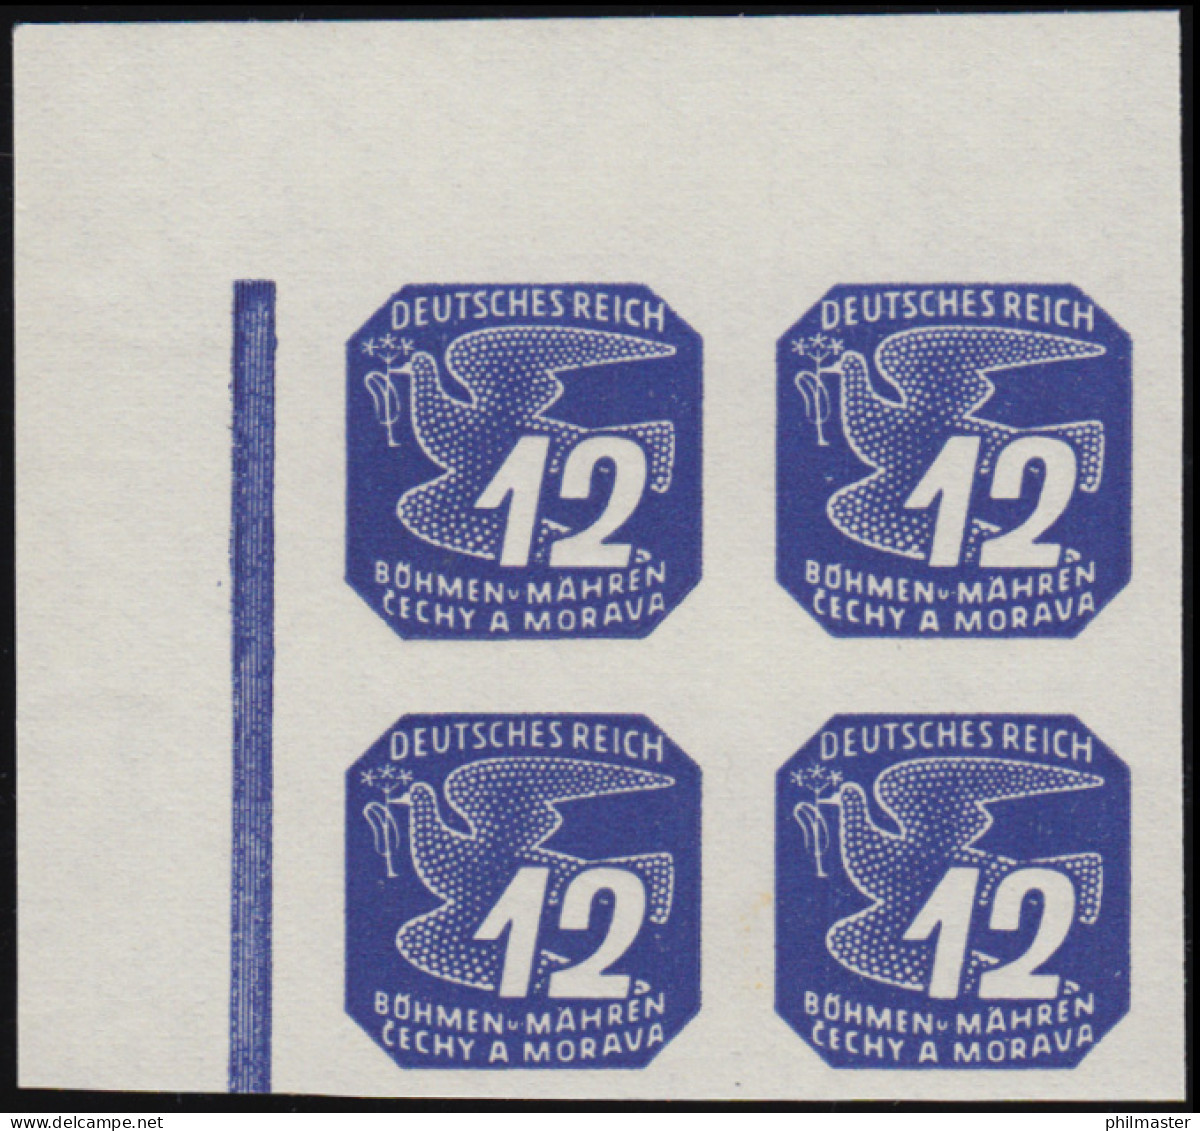 DEUTSCHES REICH
12
BÖHMEN u. MÄHREN
ČECHY A MORAVA
DEUTSCHES REICH
12
BÖHMEN u. MÄHREN
ČECHY A MORAVA
DEUTSCHES REICH
12
BÖHMEN u. MÄHREN
ČECHY A MORAVA
DEUTSCHES REICH
12
BÖHMEN u. MÄHREN
ČECHY A MORAVA
delcampe.net
philmaster